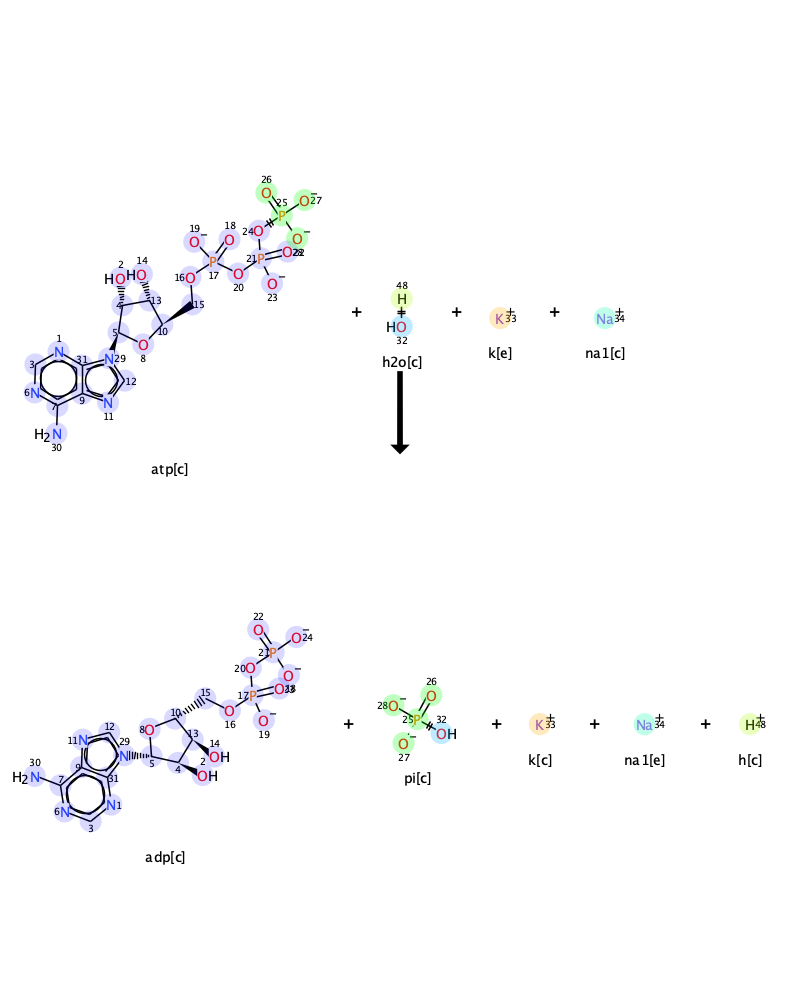 26
25
O
O − 27
P
19
18
24 O
O −
O −
O
21 P
O 28
2
14
HO
HO
16 O
P
17
O
20
O −
23
4
13
15
48
H
+
+
K + 33
+
Na + 34
5
10
HO
32
1
O
8
h2o[c]
k[e]
na1[c]
3
N
31
N 29
12
6 N
7
9
N
11
H2N
30
atp[c]
22
O
O − 24
21 P
20 O
O −
15
17 P
O 18
26
O
28 O −
10
O
16
O −
19
25 P
32
OH
+
+
K + 33
+
Na + 34
+
H + 48
12
8 O
13
14
OH
11 N
29
N
O −
27
30
9
5
4
2
OH
k[c]
na1[e]
h[c]
H2N
7
31
pi[c]
6 N
N 1
3
adp[c]